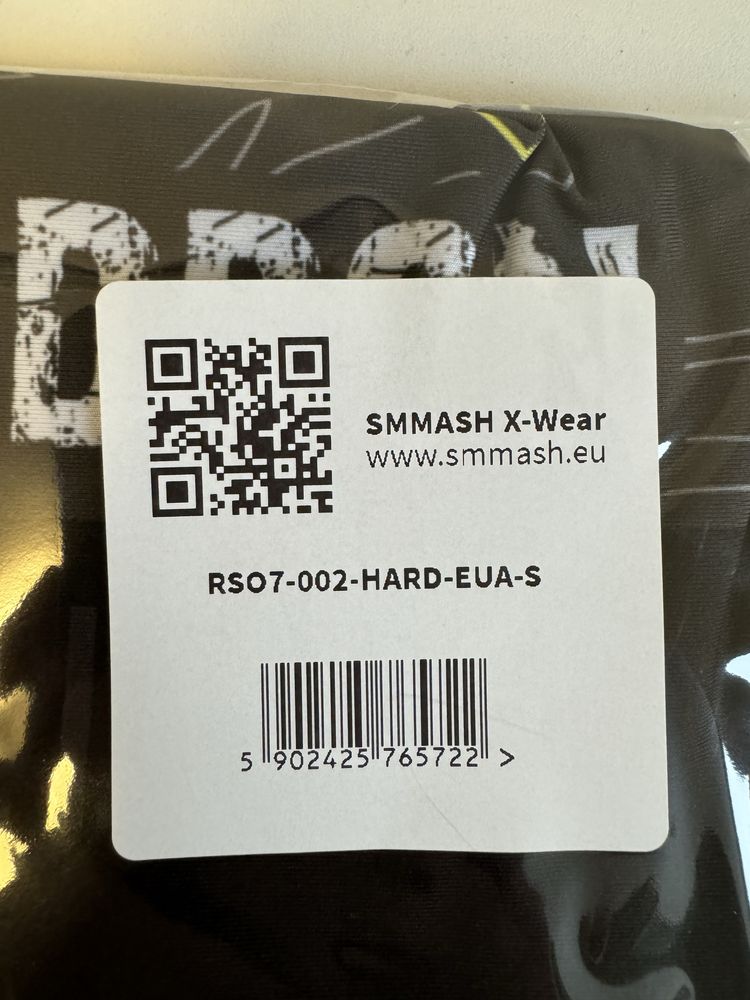 SMMASH X-Wear
www.smmash.eu
RSO7-002-HARD-EUA-S
5 902425 765722 >